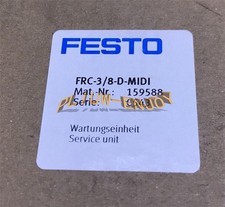 FESTO
FRC-3/8-D-MIDI
Mat.-Nr.: 159588
Serie:
Wartungseinheit
Service unit